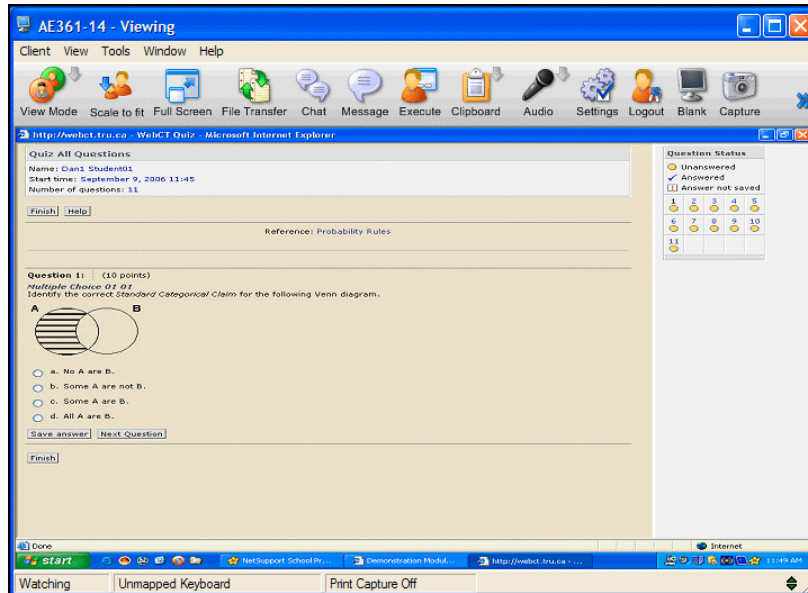 AE361-14 - Viewing
Client View Tools Window Help
View Mode Scale to fit Full Screen File Transfer Chat Message Execute Clipboard Audio Settings Logout Blank Capture
http://webct.tru.ca - WebCT Quiz - Microsoft Internet Explorer
Quiz All Questions
Name: Dan1 Student01
Start time: September 9, 2006 11:45
Number of questions: 11
Finish Help
Reference: Probability Rules
Question 1: (10 points)
Multiple Choice 01 01
Identify the correct Standard Categorical Claim for the following Venn diagram.
A B
a. No A are B.
b. Some A are not B.
c. Some A are B.
d. All A are B.
Save answer Next Question
Finish
Question Status
Unanswered
Answered
Answer not saved
1 2 3 4 5
6 7 8 9 10
11
Done Internet
start NetSupport School Pr... Demonstration Modul... http://webct.tru.ca - ... 11:49 AM
Watching Unmapped Keyboard Print Capture Off